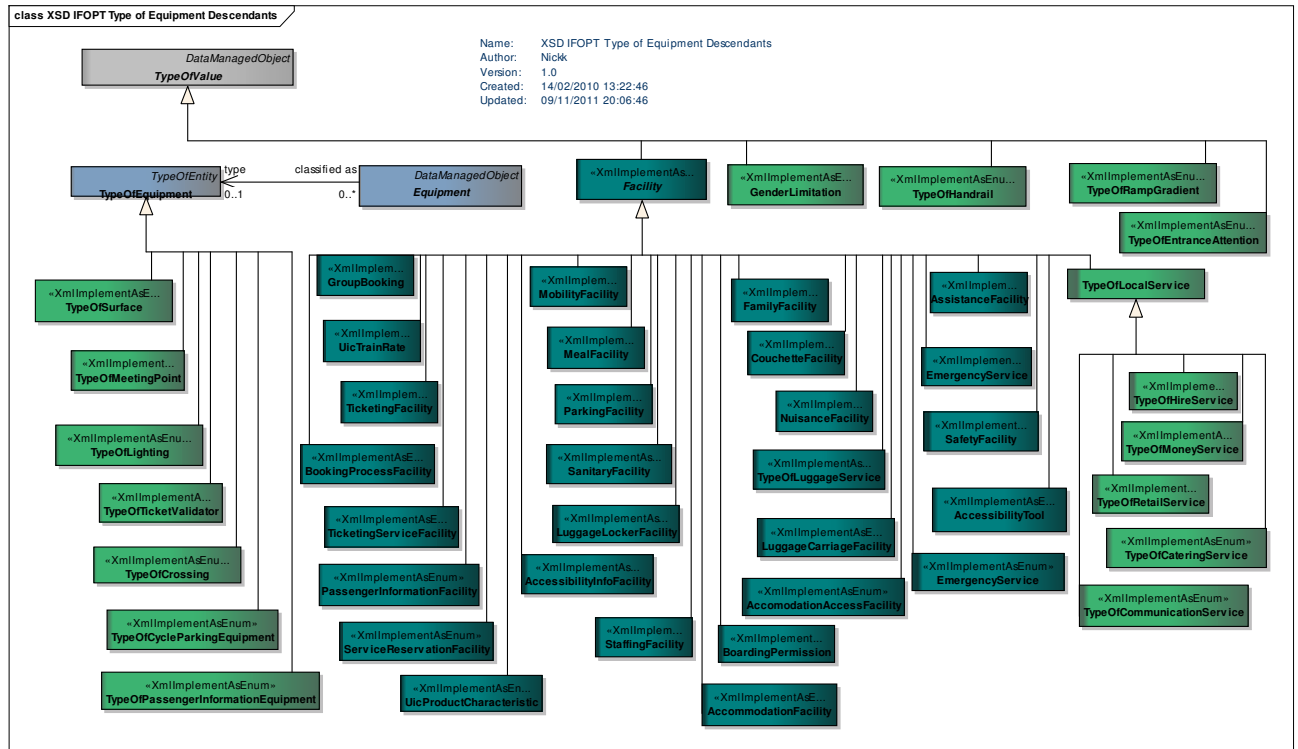 class XSD IFOPT Type of Equipment Descendants
Name: XSD IFOPT Type of Equipment Descendants
Author: Nickk
Version: 1.0
Created: 14/02/2010 13:22:46
Updated: 09/11/2011 20:06:46
DataManagedObject
TypeOfValue
TypeOfEntity
TypeOfEquipment
type
0..1
classified as
0..*
DataManagedObject
Equipment
«XmlImplementAs...
Facility
«XmlImplementAsE...
GenderLimitation
«XmlImplementAsEnu...
TypeOfHandrail
«XmlImplementAsEnu...
TypeOfRampGradient
«XmlImplementAsEnu...
TypeOfEntranceAttention
«XmlImplementAsE...
TypeOfSurface
«XmlImplement...
TypeOfMeetingPoint
«XmlImplementAsEnu...
TypeOfLighting
«XmlImplementA...
TypeOfTicketValidator
«XmlImplementAsEnu...
TypeOfCrossing
«XmlImplementAsEnum»
TypeOfCycleParkingEquipment
«XmlImplementAsEnum»
TypeOfPassengerInformationEquipment
«XmlImplem...
GroupBooking
«XmlImplem...
UicTrainRate
«XmlImplem...
TicketingFacility
«XmlImplementAsEnu...
BookingProcessFacility
«XmlImplementAsE...
TicketingServiceFacility
«XmlImplementAsEnum»
PassengerInformationFacility
«XmlImplementAsEnum»
ServiceReservationFacility
«XmlImplementAsEn...
UicProductCharacteristic
«XmlImplem...
MobilityFacility
«XmlImplem...
MealFacility
«XmlImplem...
ParkingFacility
«XmlImplementAs...
SanitaryFacility
«XmlImplementAs...
LuggageLockerFacility
«XmlImplementAsE...
AccessibilityInfoFacility
«XmlImplem...
StaffingFacility
«XmlImplem...
FamilyFacility
«XmlImplem...
CouchetteFacility
«XmlImplem...
NuisanceFacility
«XmlImplementAs...
TypeOfLuggageService
«XmlImplementAsE...
LuggageCarriageFacility
«XmlImplementAsEnum»
AccomodationAccessFacility
«XmlImplement...
BoardingPermission
«XmlImplementAsE...
AccommodationFacility
«XmlImplem...
AssistanceFacility
«XmlImplemen...
EmergencyService
«XmlImplement...
SafetyFacility
«XmlImplementAsE...
AccessibilityTool
«XmlImplementAsEnum»
EmergencyService
TypeOfLocalService
«XmlImpleme...
TypeOfHireService
«XmlImplementA...
TypeOfMoneyService
«XmlImplement...
TypeOfRetailService
«XmlImplementAsEnum»
TypeOfCateringService
«XmlImplementAsEnum»
TypeOfCommunicationService